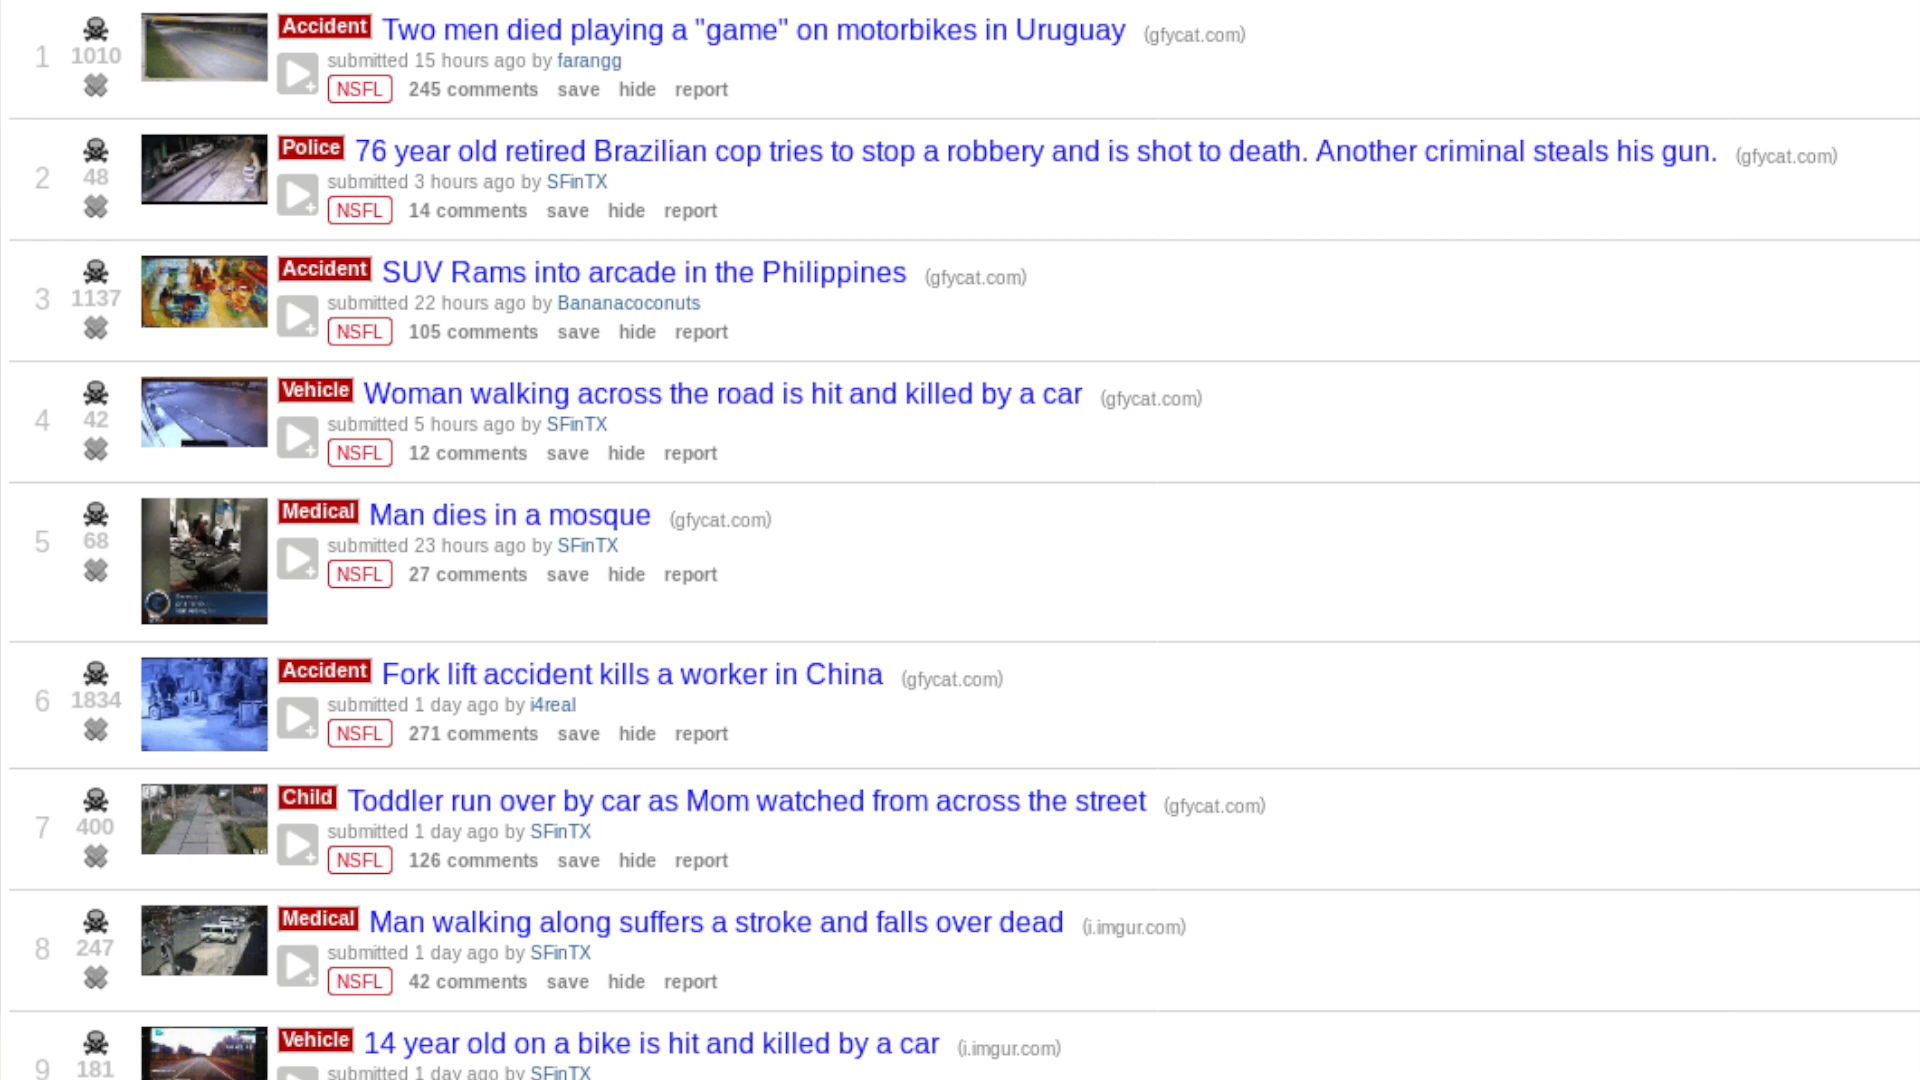 1
1010
Accident Two men died playing a "game" on motorbikes in Uruguay (gfycat.com)
submitted 15 hours ago by farangg
NSFL 245 comments save hide report
2
48
Police 76 year old retired Brazilian cop tries to stop a robbery and is shot to death. Another criminal steals his gun. (gfycat.com)
submitted 3 hours ago by SFinTX
NSFL 14 comments save hide report
3
1137
Accident SUV Rams into arcade in the Philippines (gfycat.com)
submitted 22 hours ago by Bananacoconuts
NSFL 105 comments save hide report
4
42
Vehicle Woman walking across the road is hit and killed by a car (gfycat.com)
submitted 5 hours ago by SFinTX
NSFL 12 comments save hide report
5
68
Medical Man dies in a mosque (gfycat.com)
submitted 23 hours ago by SFinTX
NSFL 27 comments save hide report
6
1834
Accident Fork lift accident kills a worker in China (gfycat.com)
submitted 1 day ago by i4real
NSFL 271 comments save hide report
7
400
Child Toddler run over by car as Mom watched from across the street (gfycat.com)
submitted 1 day ago by SFinTX
NSFL 126 comments save hide report
8
247
Medical Man walking along suffers a stroke and falls over dead (i.imgur.com)
submitted 1 day ago by SFinTX
NSFL 42 comments save hide report
9
181
Vehicle 14 year old on a bike is hit and killed by a car (i.imgur.com)
submitted 1 day ago by SFinTX